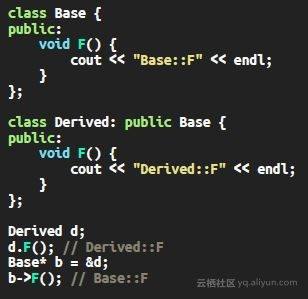 class Base {
public:
    void F() {
        cout << "Base::F" << endl;
    }
};

class Derived: public Base {
public:
    void F() {
        cout << "Derived::F" << endl;
    }
};

Derived d;
d.F(); // Derived::F
Base* b = &d;
b->F(); // Base::F
云栖社区 yq.aliyun.com